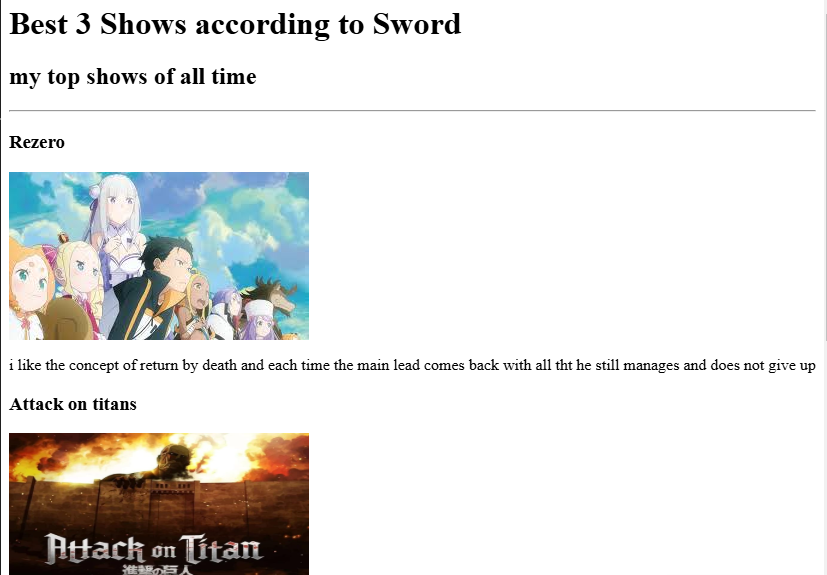 Best 3 Shows according to Sword
my top shows of all time
Rezero
i like the concept of return by death and each time the main lead comes back with all tht he still manages and does not give up
Attack on titans
Attack on Titan
進撃の巨人